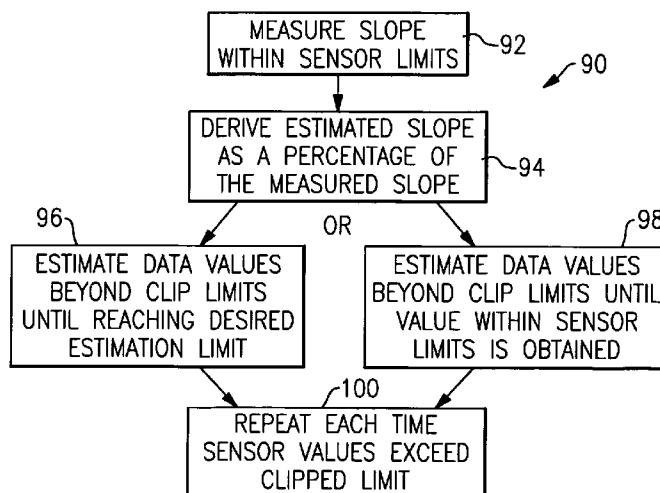 MEASURE SLOPE
WITHIN SENSOR LIMITS
92
90
DERIVE ESTIMATED SLOPE
AS A PERCENTAGE OF
THE MEASURED SLOPE
94
OR
96
ESTIMATE DATA VALUES
BEYOND CLIP LIMITS
UNTIL REACHING DESIRED
ESTIMATION LIMIT
98
ESTIMATE DATA VALUES
BEYOND CLIP LIMITS UNTIL
VALUE WITHIN SENSOR
LIMITS IS OBTAINED
100
REPEAT EACH TIME
SENSOR VALUES EXCEED
CLIPPED LIMIT